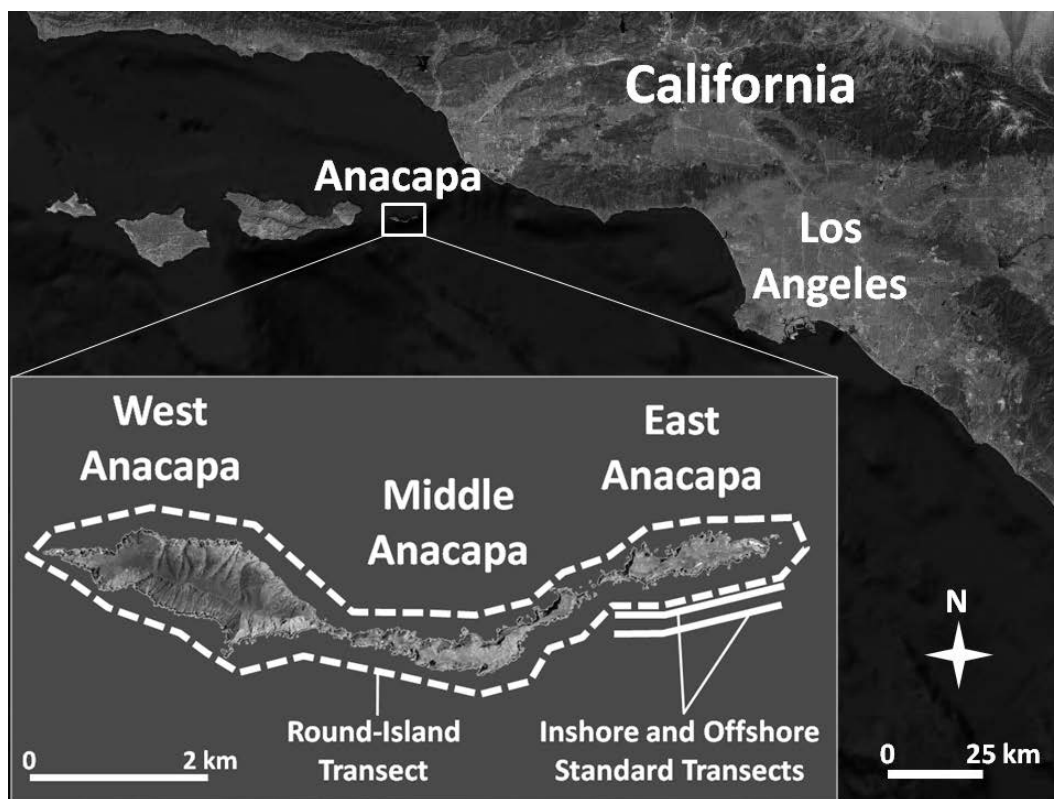 California
Anacapa
Los
Angeles
West
Anacapa
Middle
Anacapa
East
Anacapa
N
Round-Island
Transect
Inshore and Offshore
Standard Transects
0 2 km
0 25 km